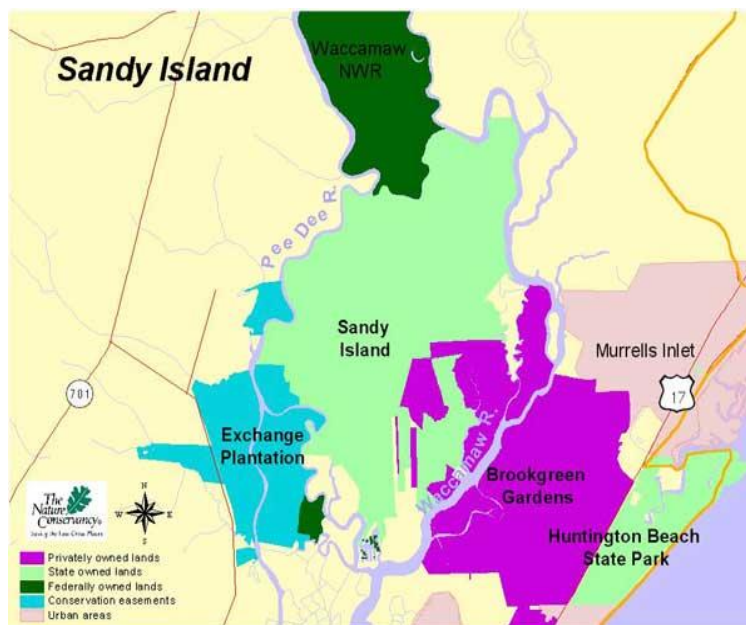 Sandy Island
Waccamaw
NWR
Pee Dee R.
Sandy
Island
Murrells Inlet
701
17
Exchange
Plantation
Waccamaw R.
Brookgreen
Gardens
Huntington Beach
State Park
The
Nature
Conservancy®
Saving the Last Great Places
N
W
E
S
Privately owned lands
State owned lands
Federally owned lands
Conservation easements
Urban areas